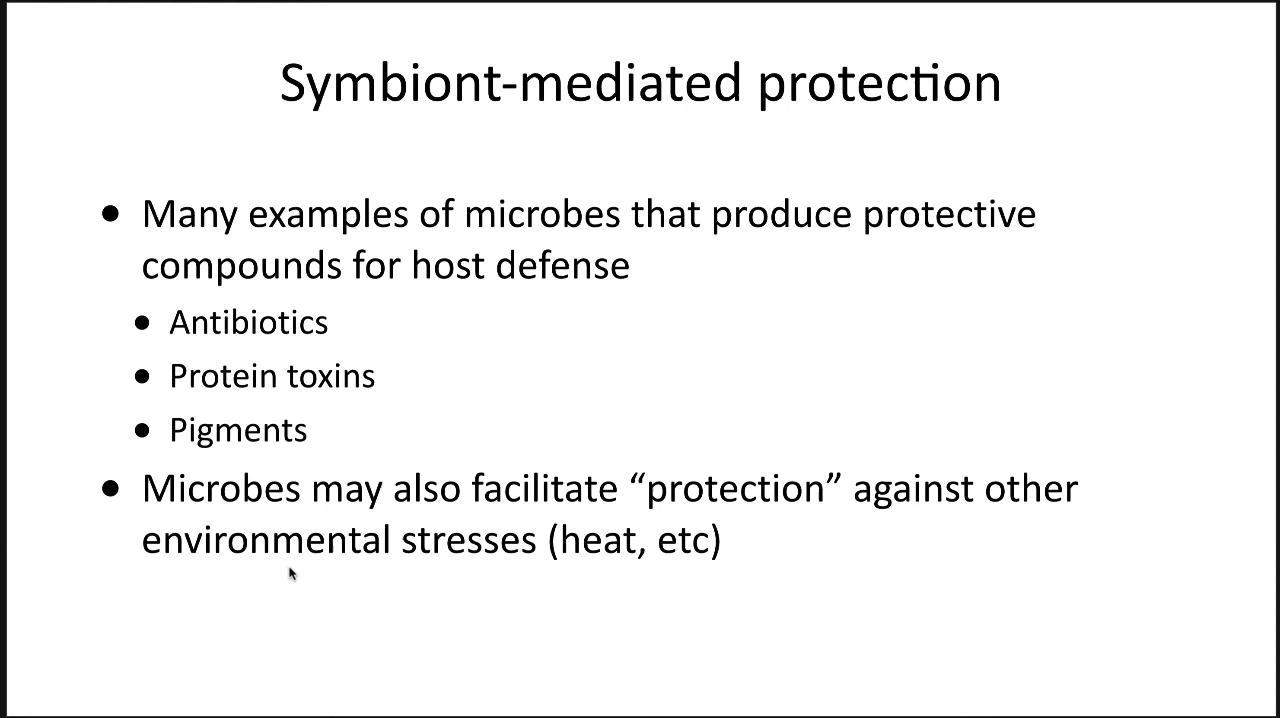 Symbiont-mediated protection
• Many examples of microbes that produce protective
compounds for host defense
• Antibiotics
• Protein toxins
• Pigments
• Microbes may also facilitate “protection” against other
environmental stresses (heat, etc)